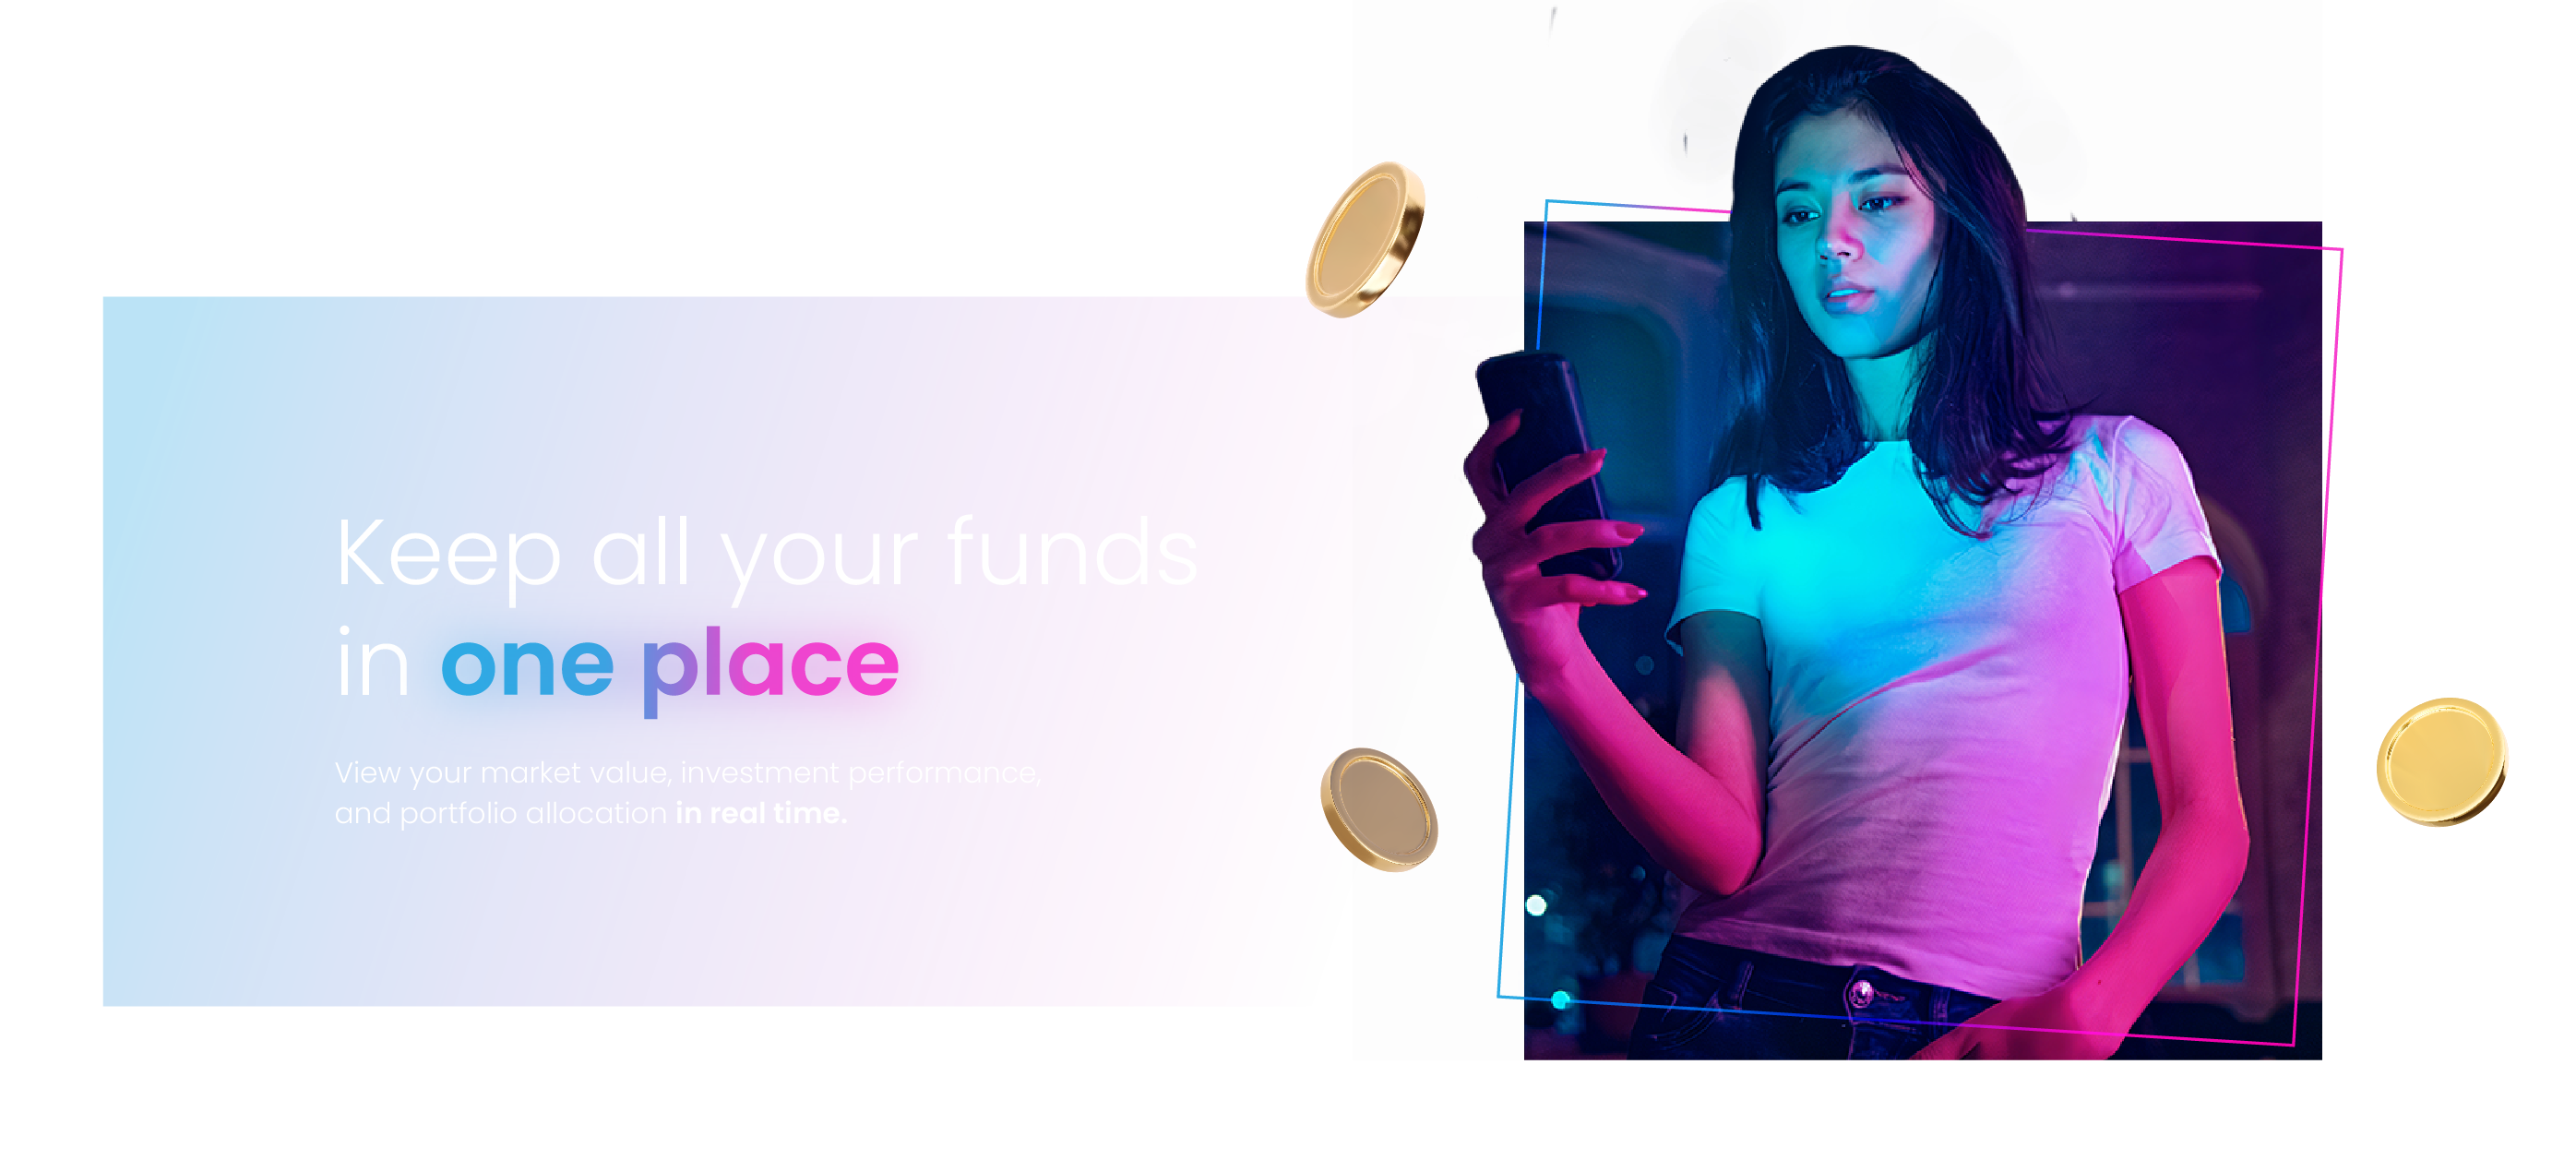 Keep all your funds
in one place
View your market value, investment performance,
and portfolio allocation in real time.